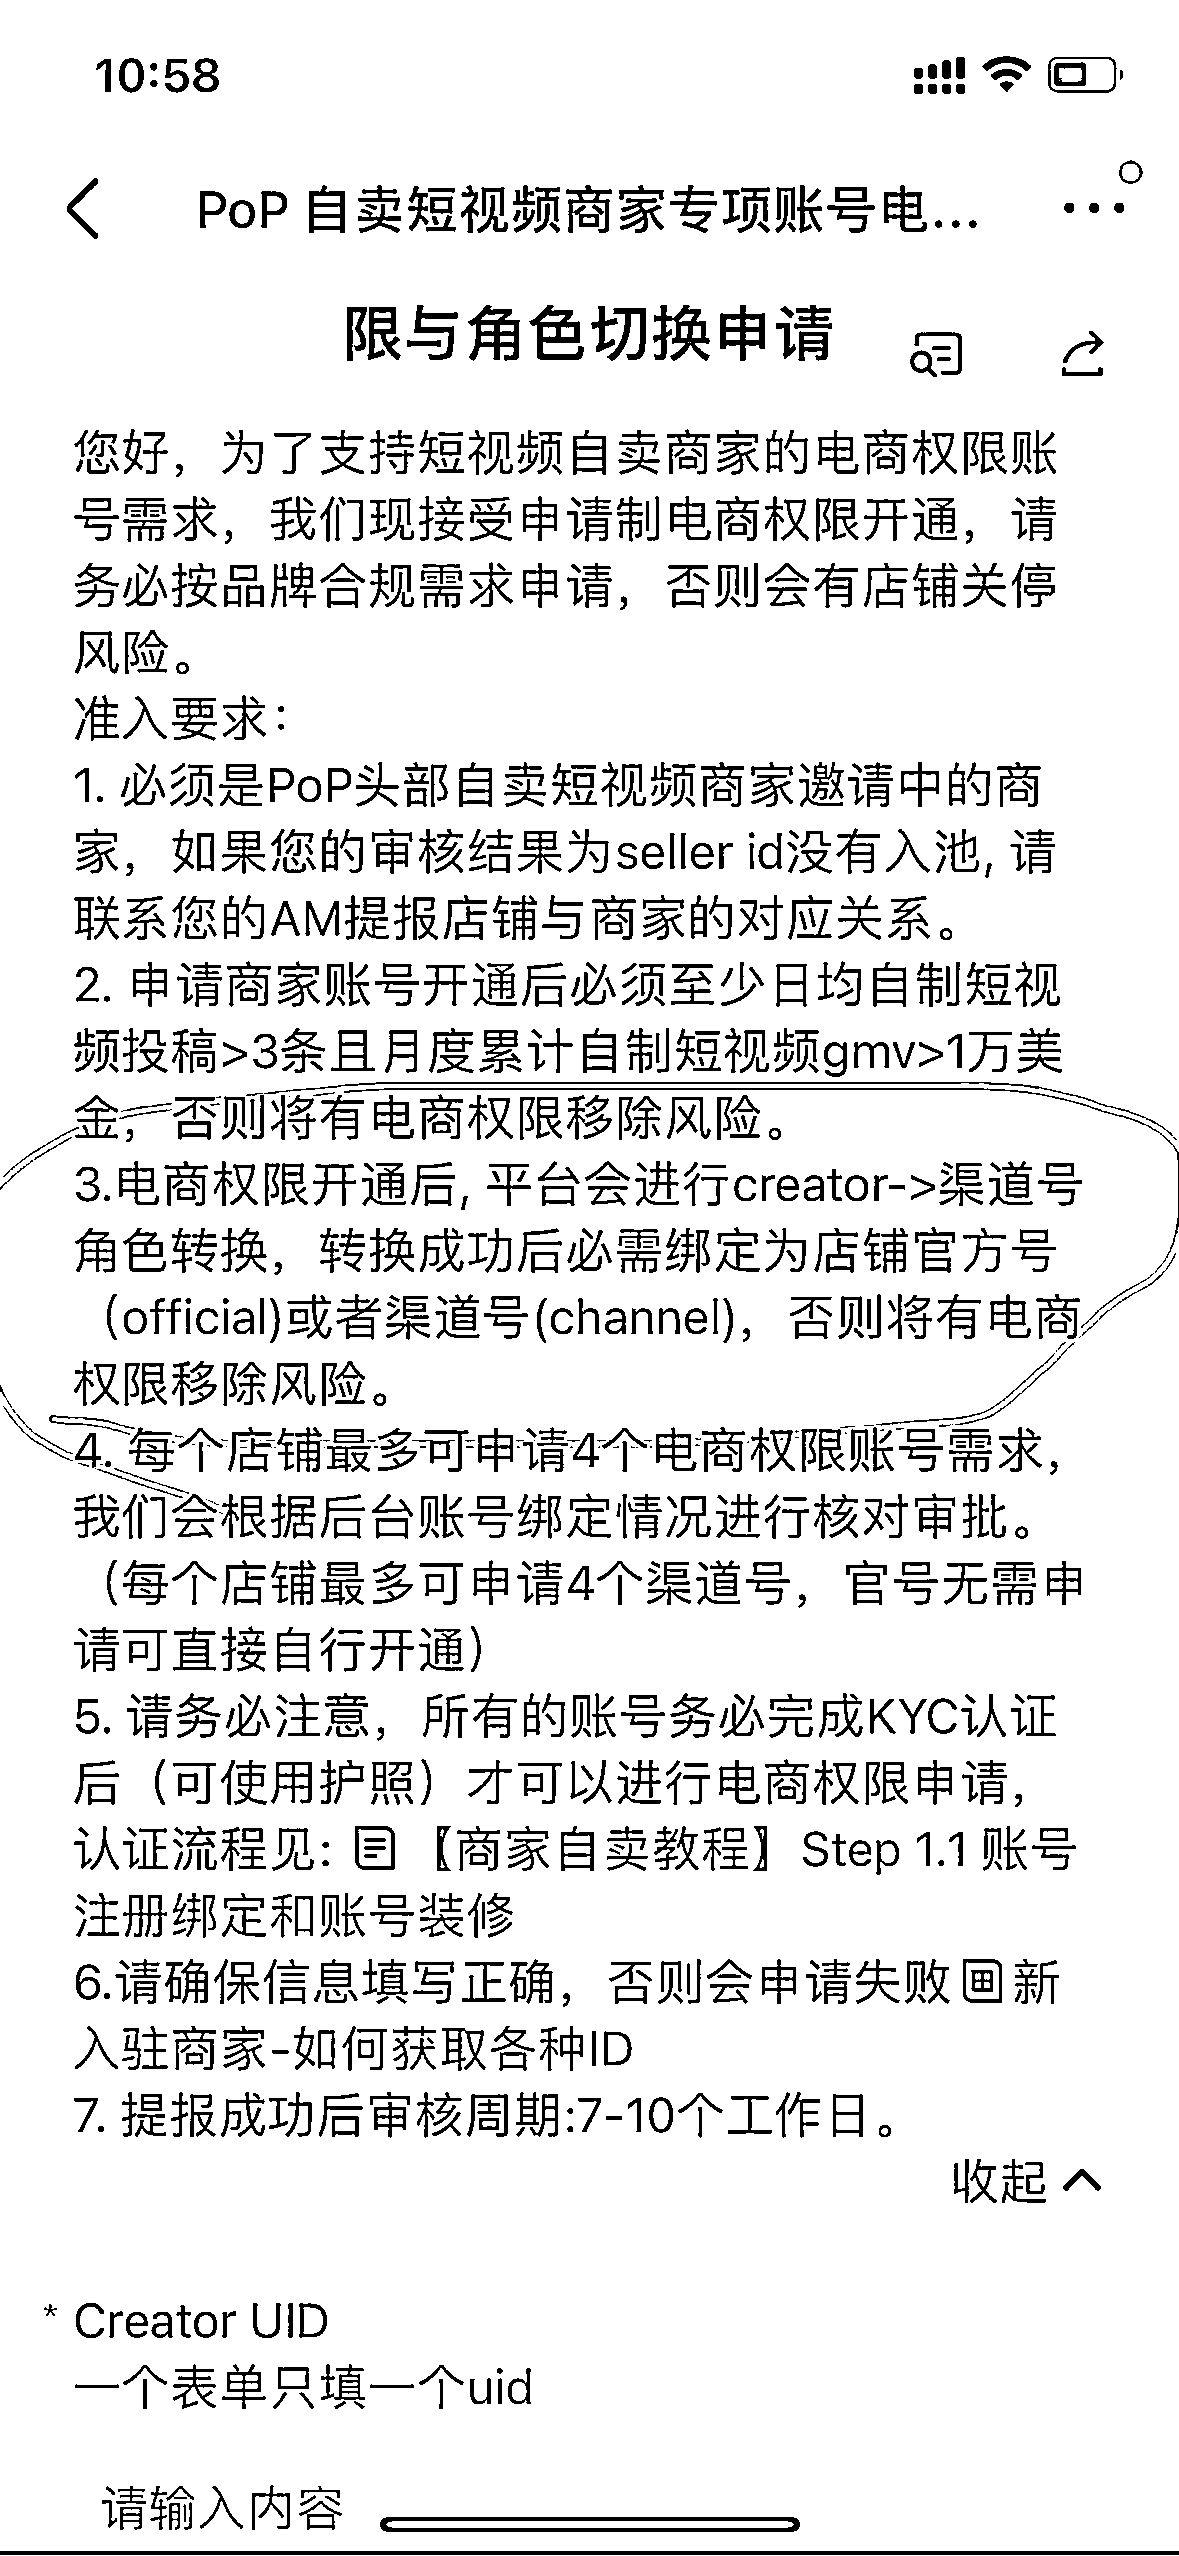 10:58
PoP 自卖短视频商家专项账号电...
限与角色切换申请
您好，为了支持短视频自卖商家的电商权限账
号需求，我们现接受申请制电商权限开通，请
务必按品牌合规需求申请，否则会有店铺关停
风险。
准入要求：
1. 必须是PoP头部自卖短视频商家邀请中的商
家，如果您的审核结果为seller id没有入池, 请
联系您的AM提报店铺与商家的对应关系。
2. 申请商家账号开通后必须至少日均自制短视
频投稿>3条且月度累计自制短视频gmv>1万美
金，否则将有电商权限移除风险。
3.电商权限开通后, 平台会进行creator->渠道号
角色转换，转换成功后必需绑定为店铺官方号
（official)或者渠道号(channel)，否则将有电商
权限移除风险。
4. 每个店铺最多可申请4个电商权限账号需求，
我们会根据后台账号绑定情况进行核对审批。
（每个店铺最多可申请4个渠道号，官号无需申
请可直接自行开通）
5. 请务必注意，所有的账号务必完成KYC认证
后（可使用护照）才可以进行电商权限申请，
认证流程见: 【商家自卖教程】Step 1.1 账号
注册绑定和账号装修
6.请确保信息填写正确，否则会申请失败 新
入驻商家-如何获取各种ID
7. 提报成功后审核周期:7-10个工作日。
收起
* Creator UID
一个表单只填一个uid
请输入内容